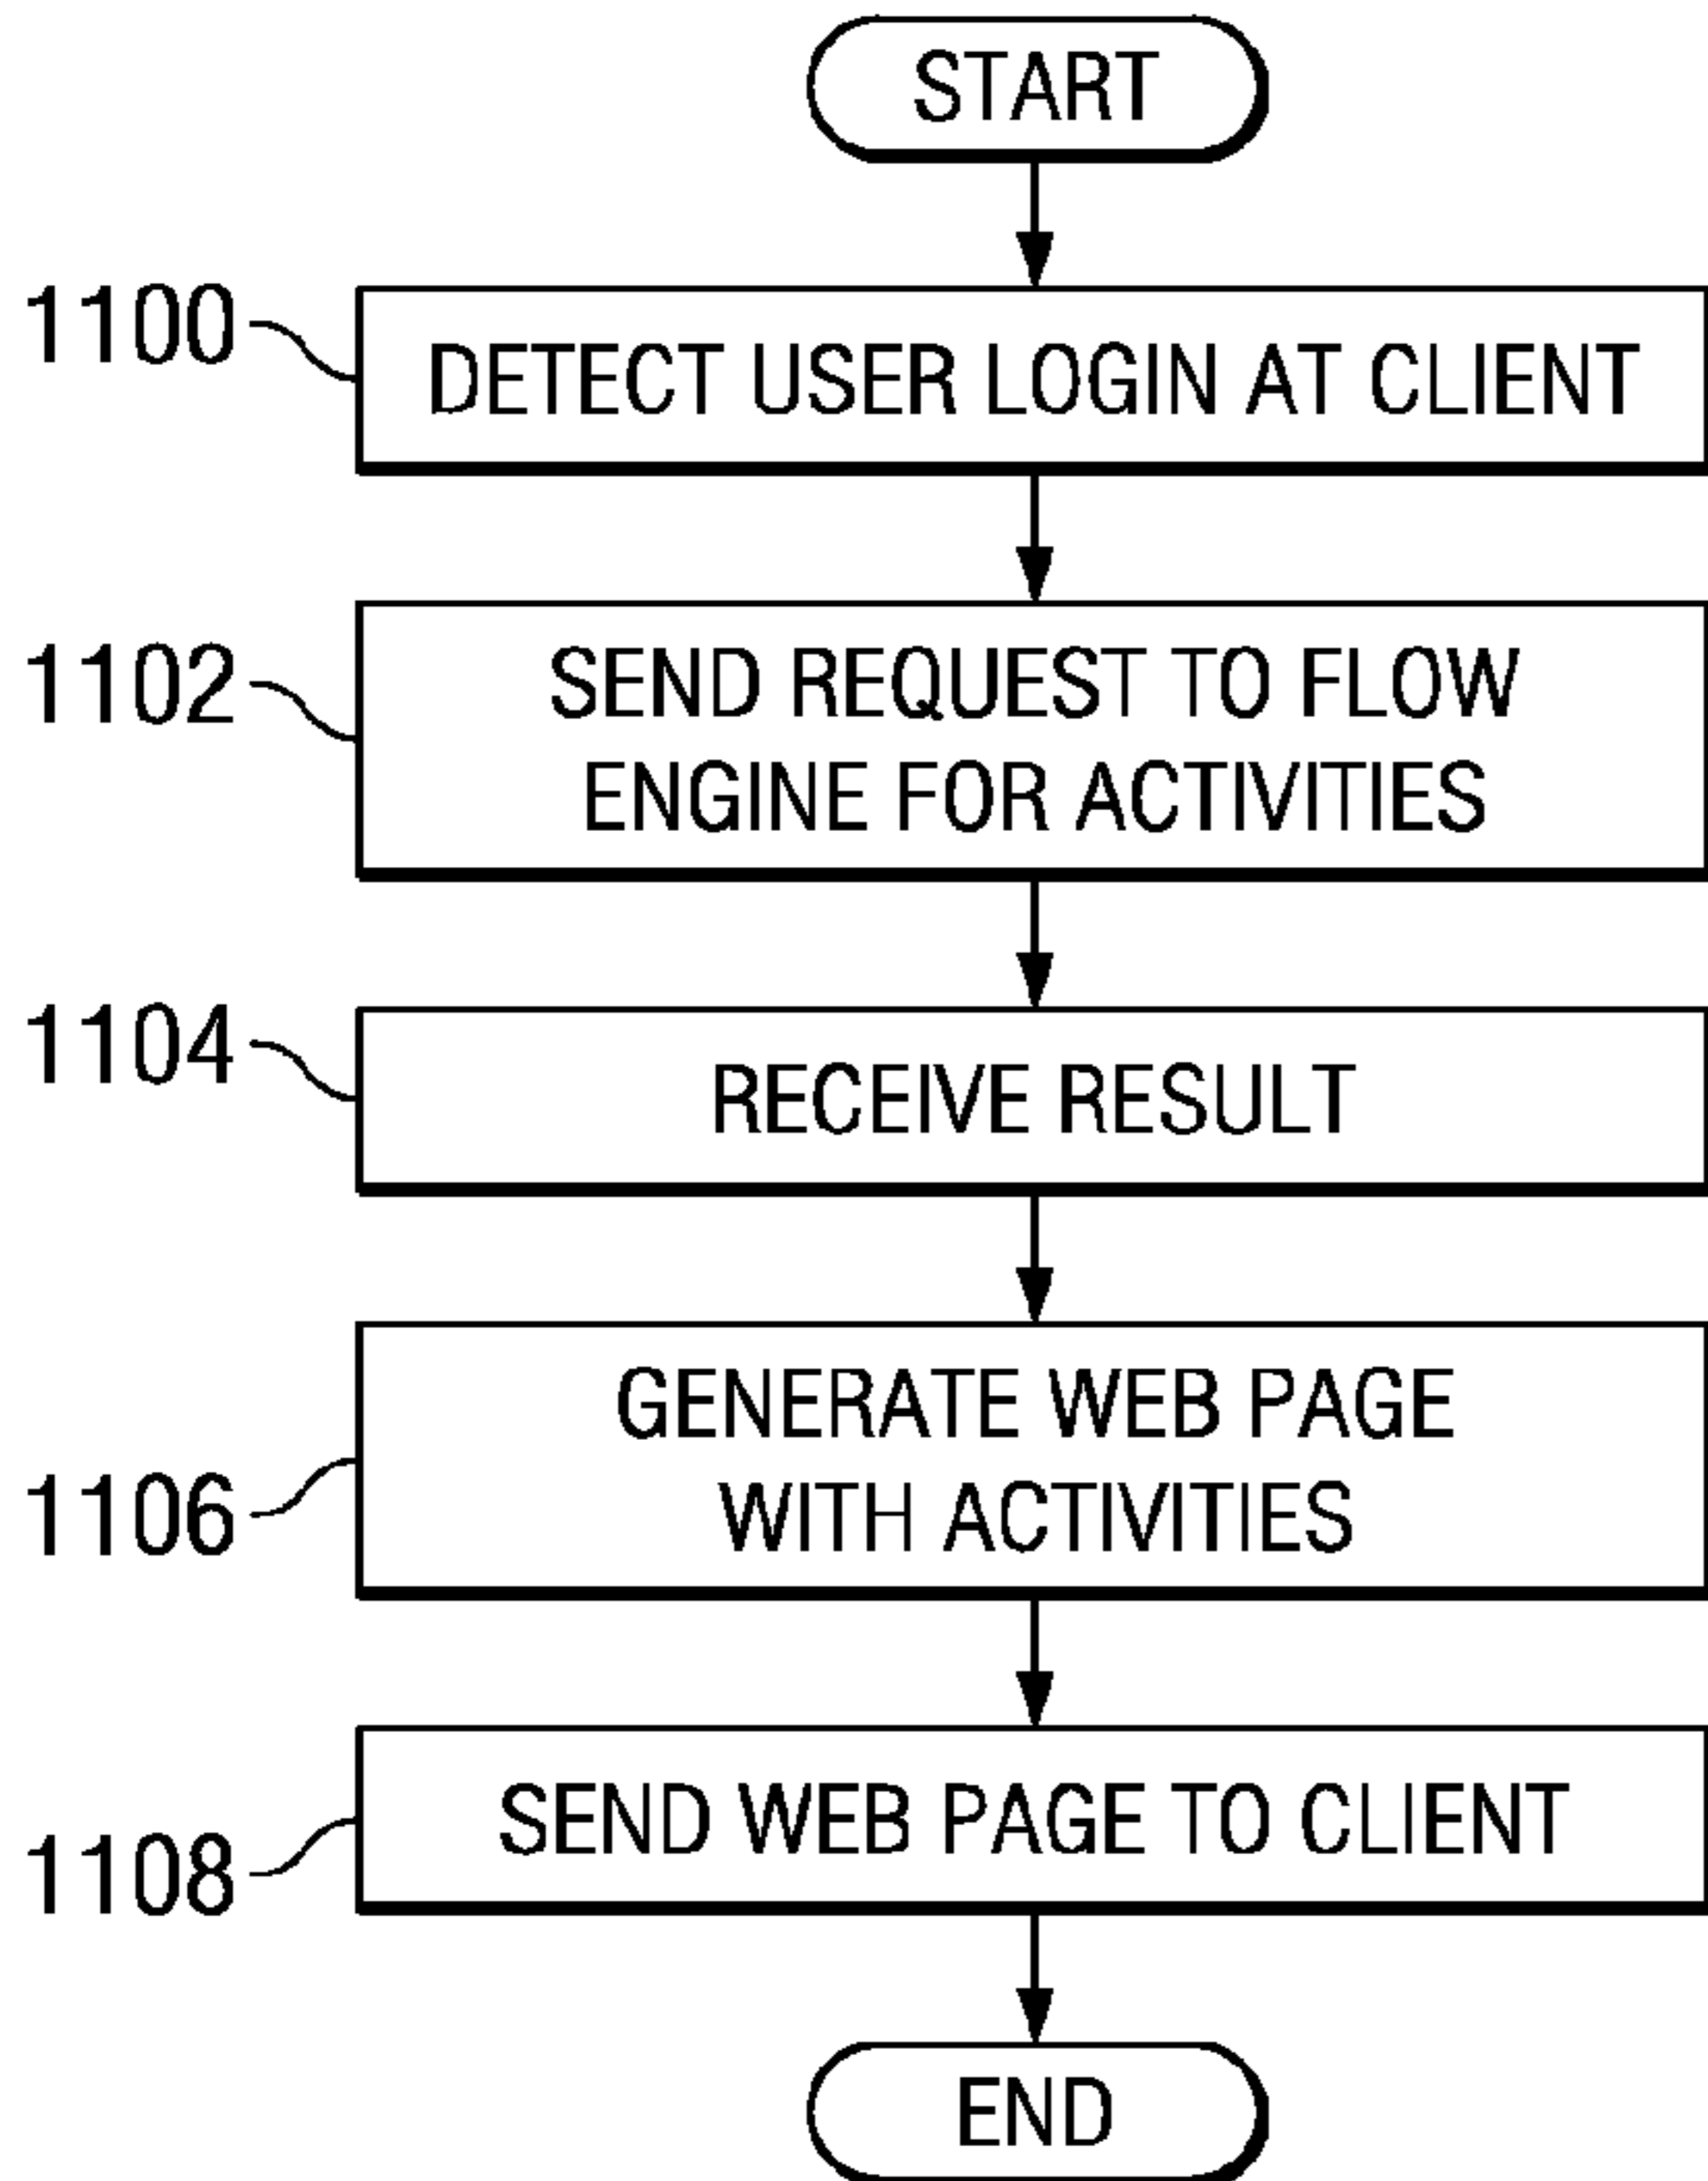 START
1100
DETECT USER LOGIN AT CLIENT
1102
SEND REQUEST TO FLOW
ENGINE FOR ACTIVITIES
1104
RECEIVE RESULT
1106
GENERATE WEB PAGE
WITH ACTIVITIES
1108
SEND WEB PAGE TO CLIENT
END